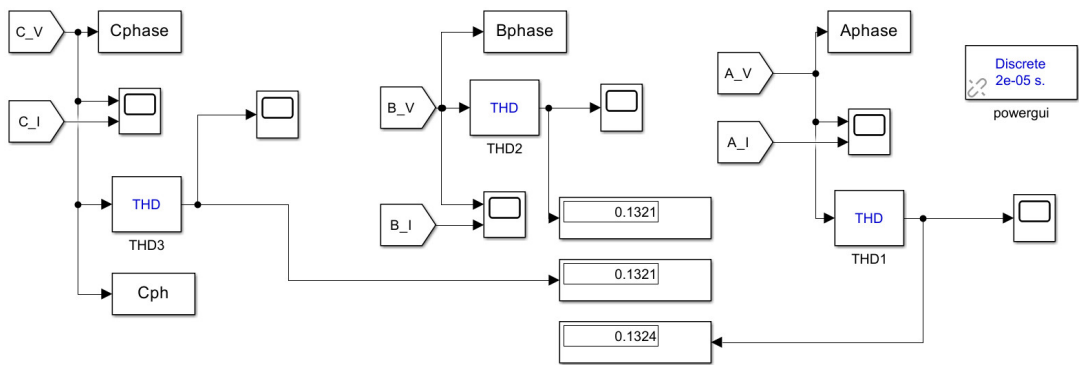 C_V
Cphase
C_I
THD
THD3
Cph
Bphase
B_V
THD
THD2
B_I
0.1321
0.1321
0.1324
Aphase
A_V
A_I
THD
THD1
Discrete
2e-05 s.
powergui